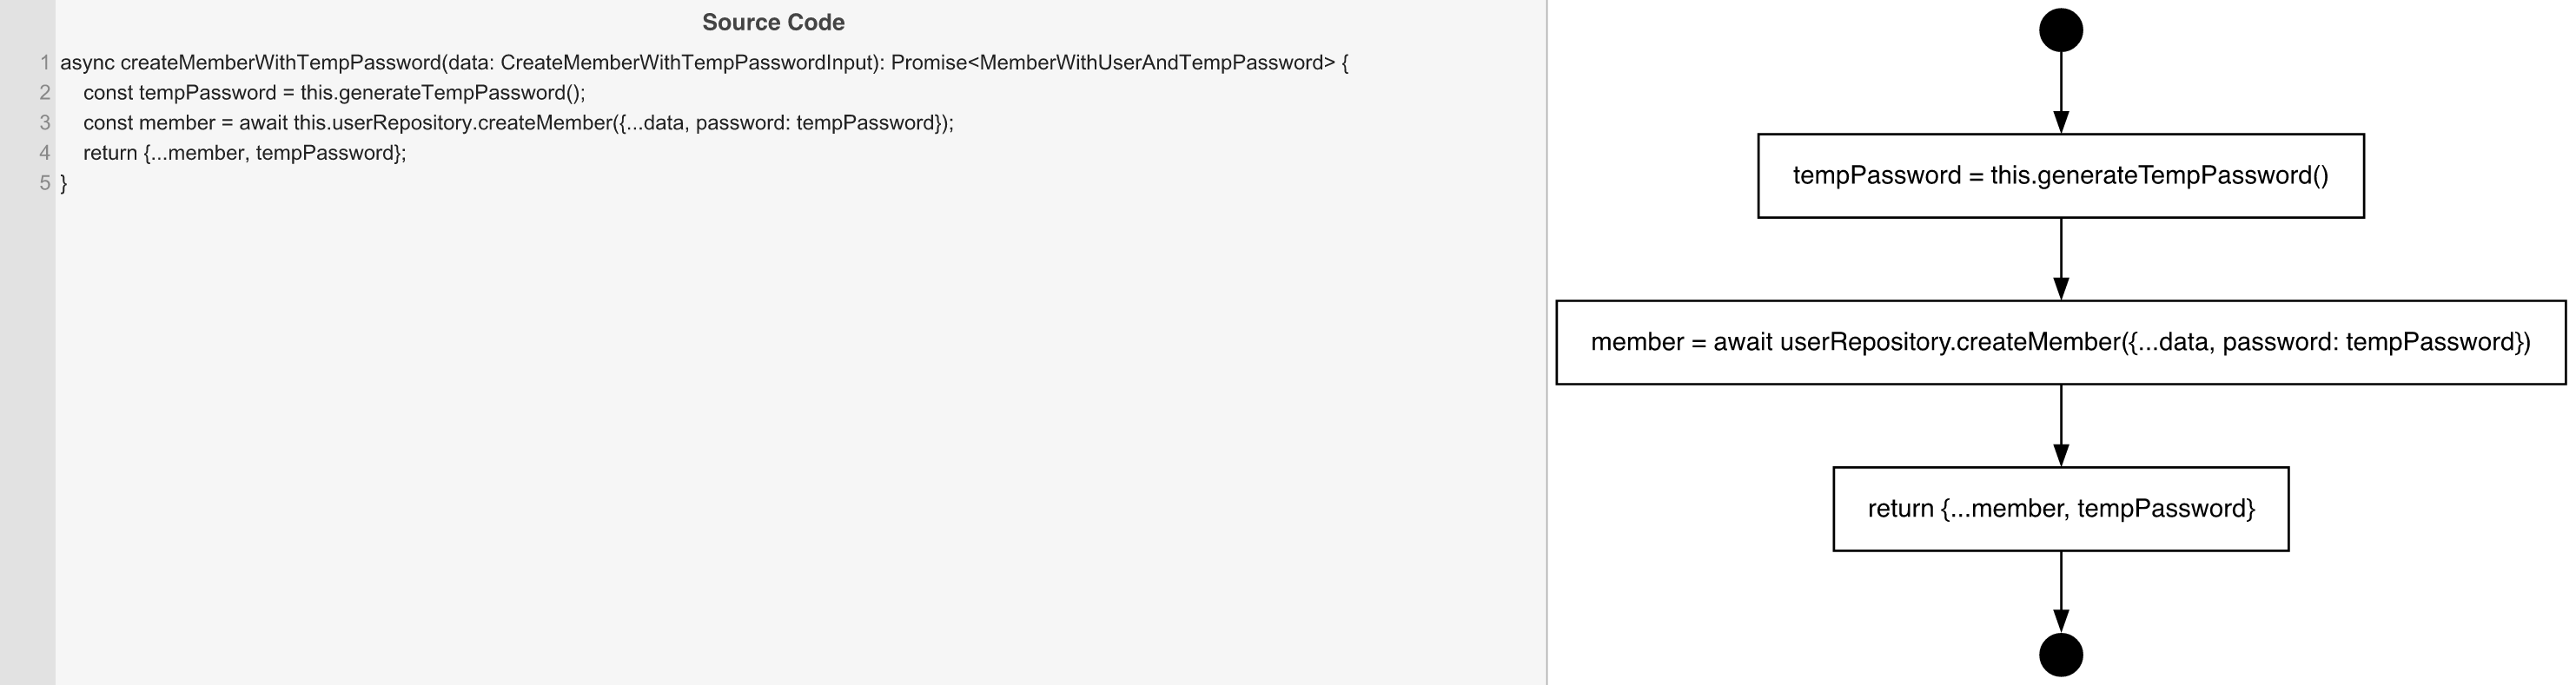 Source Code
1 async createMemberWithTempPassword(data: CreateMemberWithTempPasswordInput): Promise<MemberWithUserAndTempPassword> {
2 const tempPassword = this.generateTempPassword();
3 const member = await this.userRepository.createMember({...data, password: tempPassword});
4 return {...member, tempPassword};
5 }
tempPassword = this.generateTempPassword()
member = await userRepository.createMember({...data, password: tempPassword})
return {...member, tempPassword}